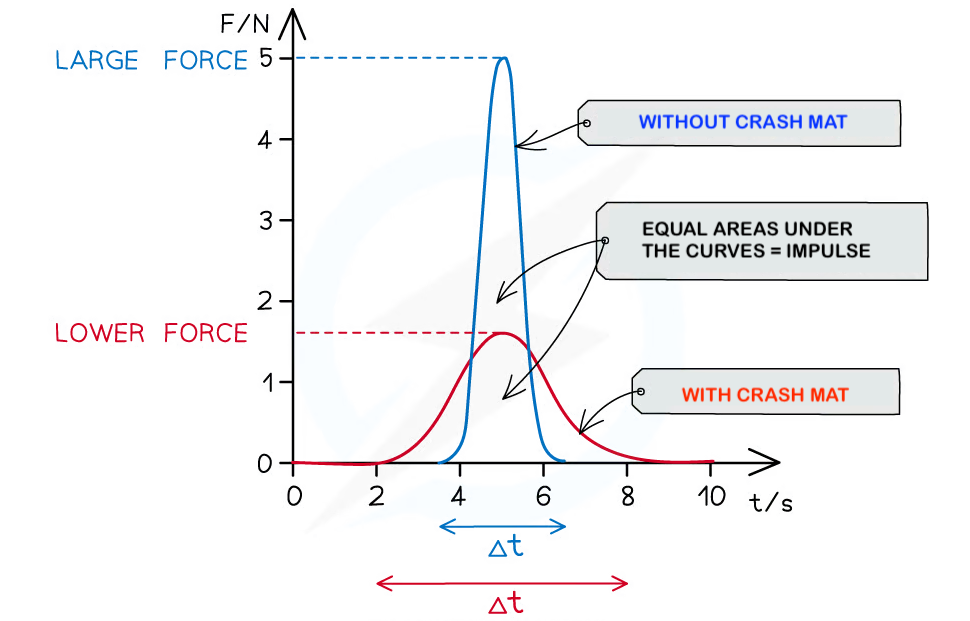 F/N
LARGE FORCE 5
WITHOUT CRASH MAT
4
3
EQUAL AREAS UNDER
THE CURVES = IMPULSE
2
LOWER FORCE
1
WITH CRASH MAT
0
0 2 4 6 8 10 t/s
Δt
Δt